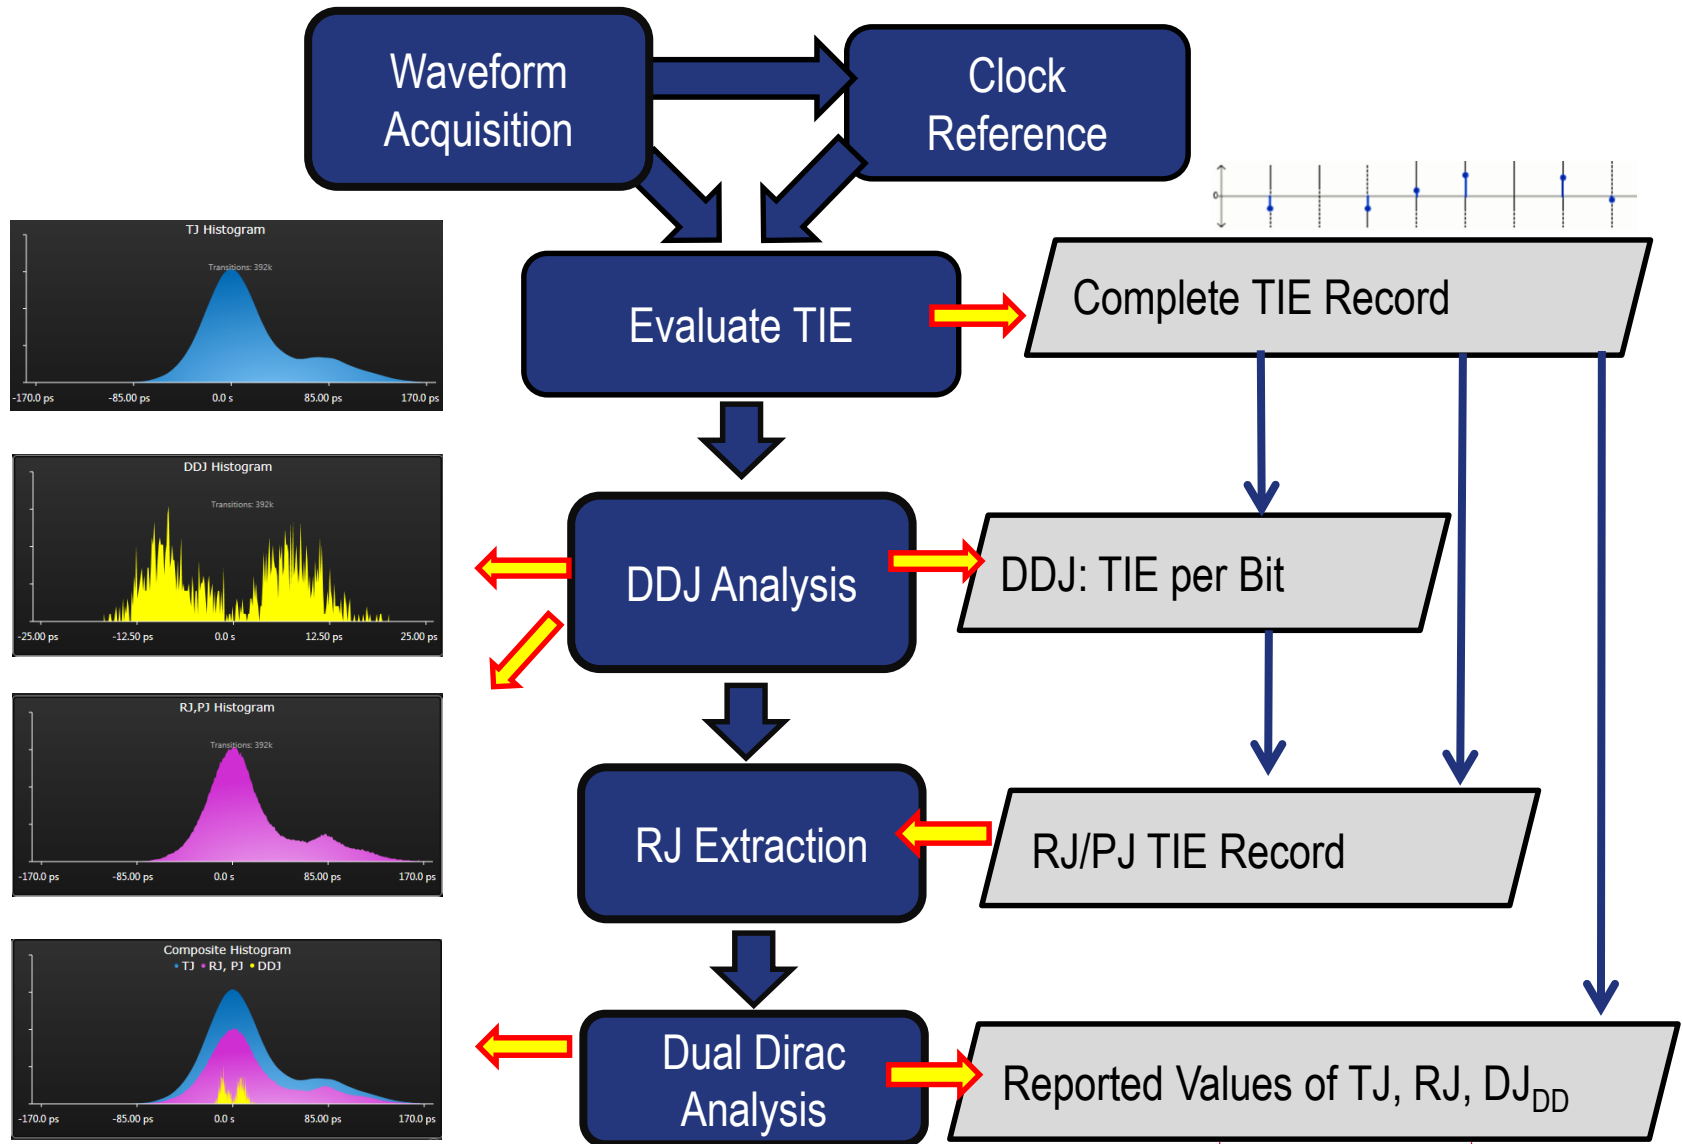 Waveform
Acquisition
Clock
Reference
0
TJ Histogram
Transitions: 392k
-170.0 ps -85.00 ps 0.0 s 85.00 ps 170.0 ps
Evaluate TIE
Complete TIE Record
DDJ Histogram
Transitions: 392k
-25.00 ps -12.50 ps 0.0 s 12.50 ps 25.00 ps
DDJ Analysis
DDJ: TIE per Bit
RJ,PJ Histogram
Transitions: 392k
-170.0 ps -85.00 ps 0.0 s 85.00 ps 170.0 ps
RJ Extraction
RJ/PJ TIE Record
Composite Histogram
• TJ • RJ, PJ • DDJ
-170.0 ps -85.00 ps 0.0 s 85.00 ps 170.0 ps
Dual Dirac
Analysis
Reported Values of TJ, RJ, DJDD